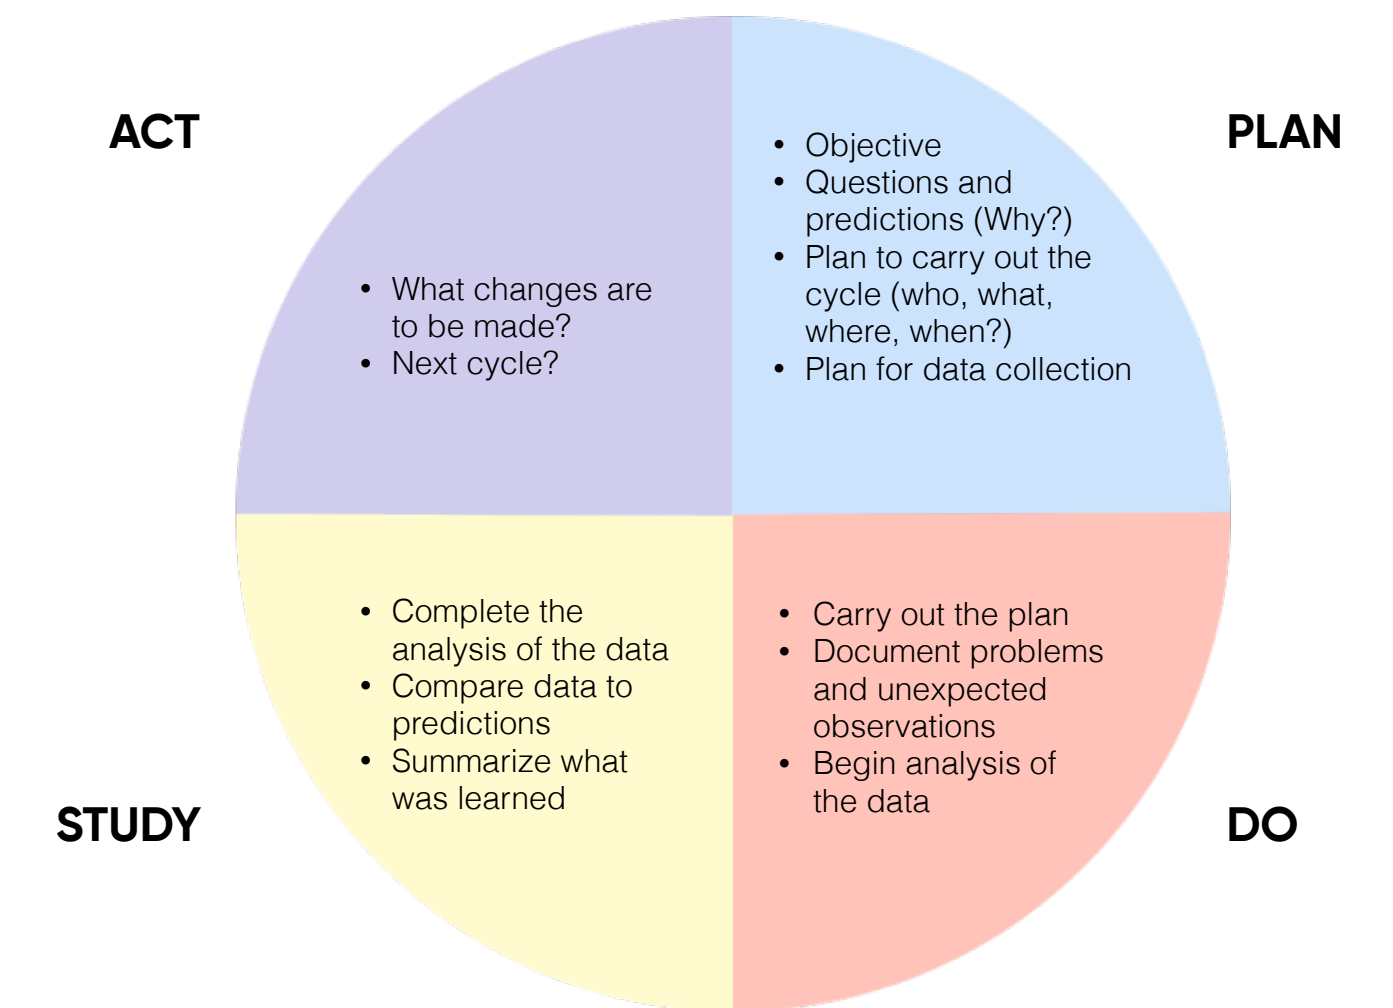 ACT
PLAN
• Objective
• Questions and
predictions (Why?)
• Plan to carry out the
cycle (who, what,
where, when?)
• Plan for data collection
• What changes are
to be made?
• Next cycle?
• Complete the
analysis of the data
• Compare data to
predictions
• Summarize what
was learned
• Carry out the plan
• Document problems
and unexpected
observations
• Begin analysis of
the data
STUDY
DO